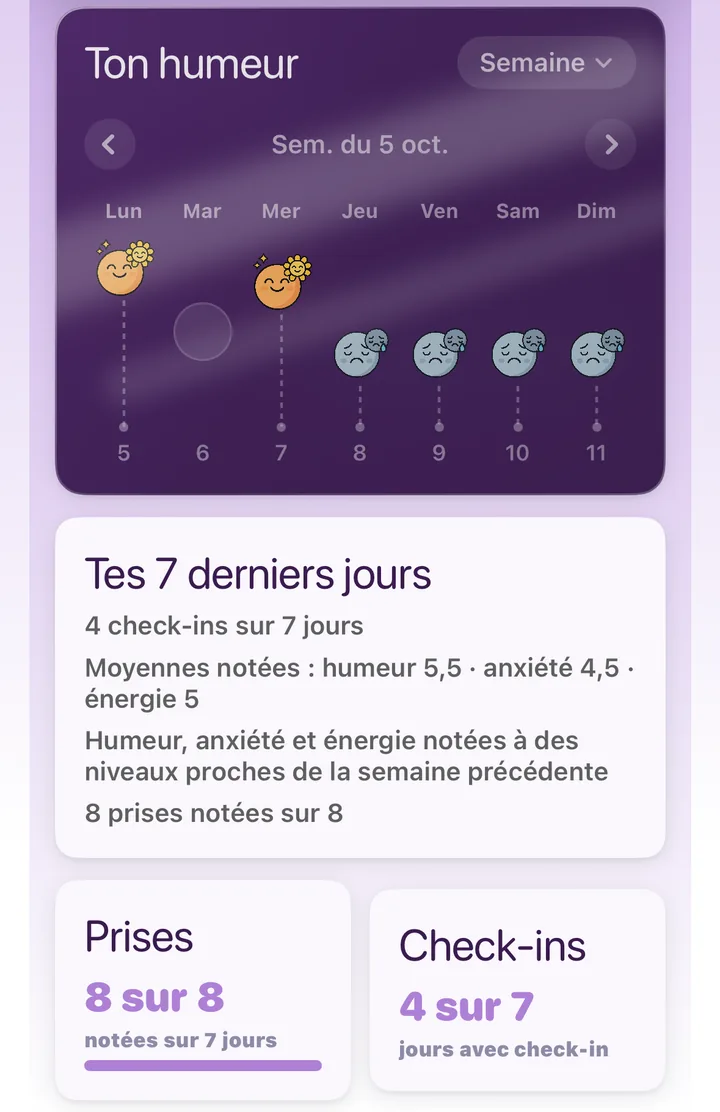 Ton humeur
Semaine
Sem. du 5 oct.
Lun Mar Mer Jeu Ven Sam Dim
5 6 7 8 9 10 11
Tes 7 derniers jours
4 check-ins sur 7 jours
Moyennes notées : humeur 5,5 · anxiété 4,5 ·
énergie 5
Humeur, anxiété et énergie notées à des
niveaux proches de la semaine précédente
8 prises notées sur 8
Prises
8 sur 8
notées sur 7 jours
Check-ins
4 sur 7
jours avec check-in